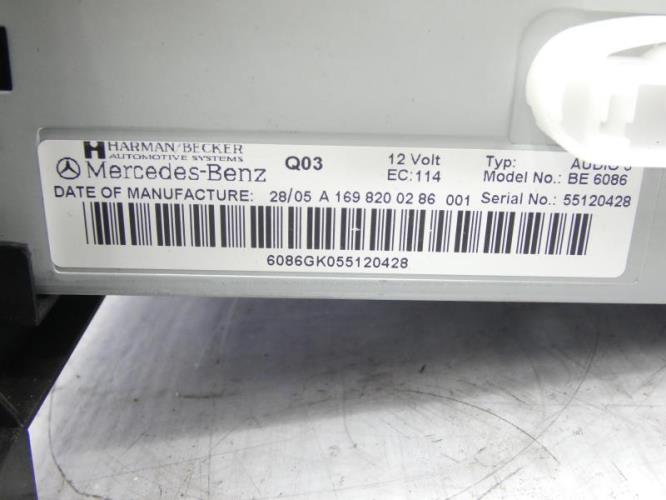 HARMAN/BECKER
AUTOMOTIVE SYSTEMS
Mercedes-Benz Q03 12 Volt Typ: AUDIO
EC:114 Model No.: BE 6086
DATE OF MANUFACTURE: 28/05 A 169 820 02 86 001 Serial No.: 55120428
6086GK055120428